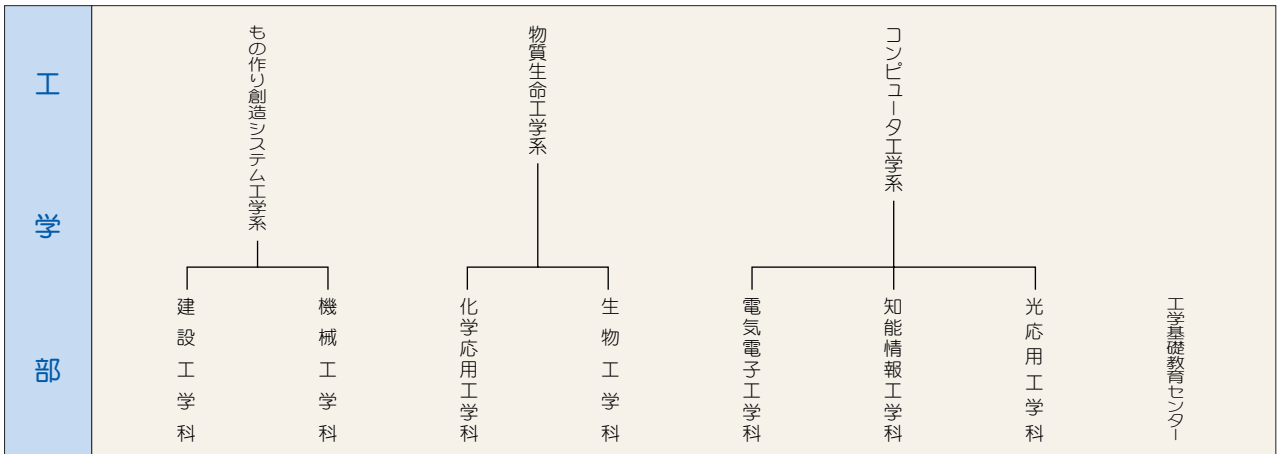 工学部
もの作り創造システム工学系
建設工学科
機械工学科
物質生命工学系
化学応用工学科
生物工学科
コンピュータ工学系
電気電子工学科
知能情報工学科
光応用工学科
工学基礎教育センター